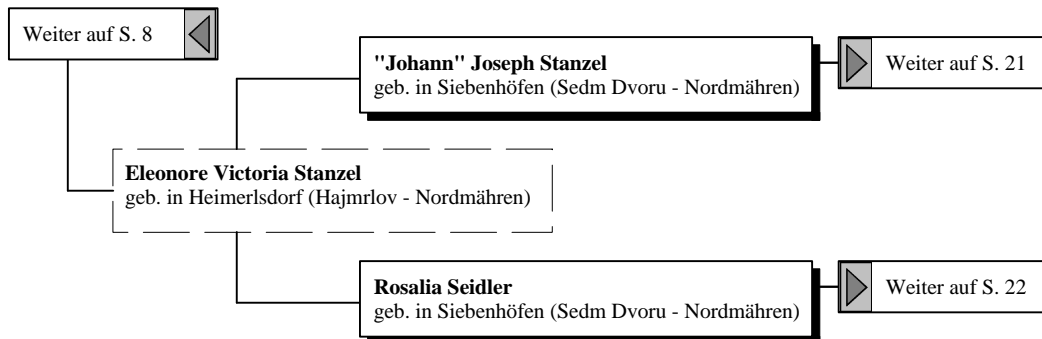 Weiter auf S. 8
"Johann" Joseph Stanzel
geb. in Siebenhöfen (Sedm Dvoru - Nordmähren)
Weiter auf S. 21
Eleonore Victoria Stanzel
geb. in Heimerlsdorf (Hajmrlov - Nordmähren)
Rosalia Seidler
geb. in Siebenhöfen (Sedm Dvoru - Nordmähren)
Weiter auf S. 22